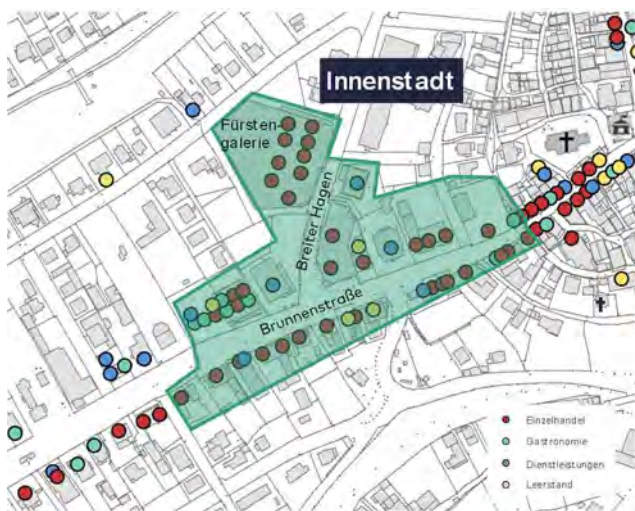 Innenstadt
Fürsten-
galerie
Breiter Hagen
Brunnenstraße
Einzelhandel
Gastronomie
Dienstleistungen
Leerstand